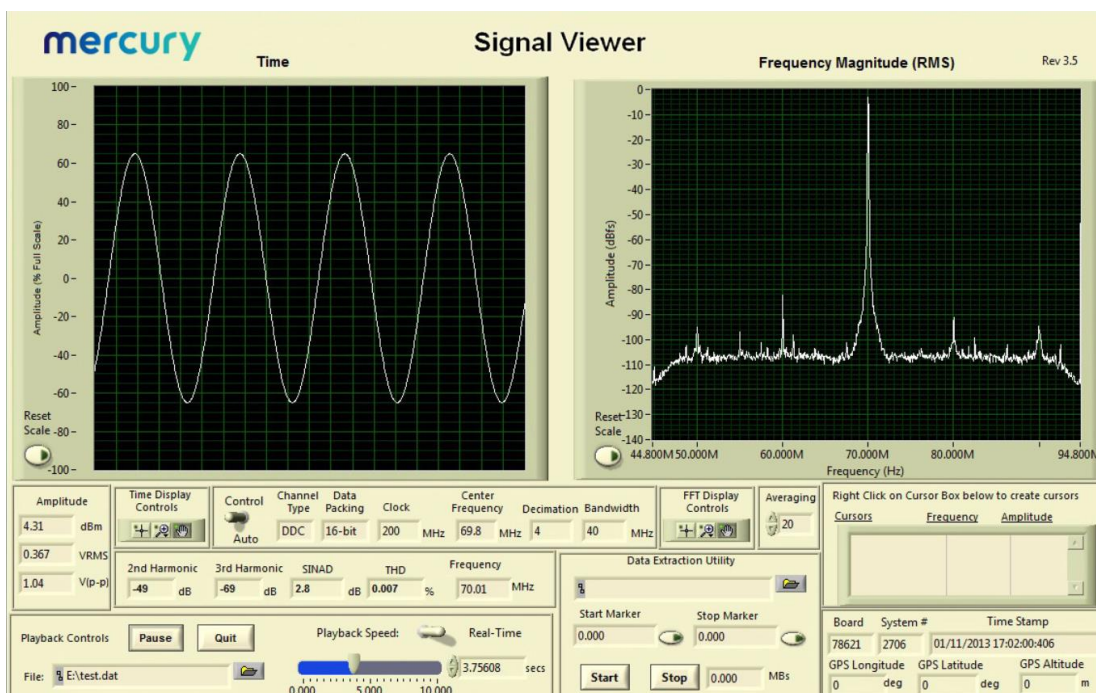 mercury
Signal Viewer
Time
Frequency Magnitude (RMS)
Rev 3.5
Amplitude (% Full Scale)
100
80
60
40
20
0
-20
-40
-60
-80
-100
Reset
Scale
Amplitude (dBfs)
0
-10
-20
-30
-40
-50
-60
-70
-80
-90
-100
-110
-120
-130
-140
Reset
Scale
44.800M 50.000M 60.000M 70.000M 80.000M 94.800M
Frequency (Hz)
Amplitude
4.31 dBm
0.367 VRMS
1.04 V(p-p)
Time Display
Controls
Control
Auto
Channel
Type
DDC
Data
Packing
16-bit
Clock
200 MHz
Center
Frequency
69.8 MHz
Decimation
4
Bandwidth
40 MHz
FFT Display
Controls
Averaging
20
Right Click on Cursor Box below to create cursors
Cursors Frequency Amplitude
2nd Harmonic
-49 dB
3rd Harmonic
-69 dB
SINAD
2.8 dB
THD
0.007 %
Frequency
70.01 MHz
Data Extraction Utility
Start Marker
0.000
Stop Marker
0.000
Start
Stop
0.000 MBs
Playback Controls
Pause
Quit
Playback Speed:
Real-Time
File: E:\test.dat
0.000 5.000 10.000
3.75608 secs
Board System # Time Stamp
78621 2706 01/11/2013 17:02:00:406
GPS Longitude GPS Latitude GPS Altitude
0 deg 0 deg 0 m